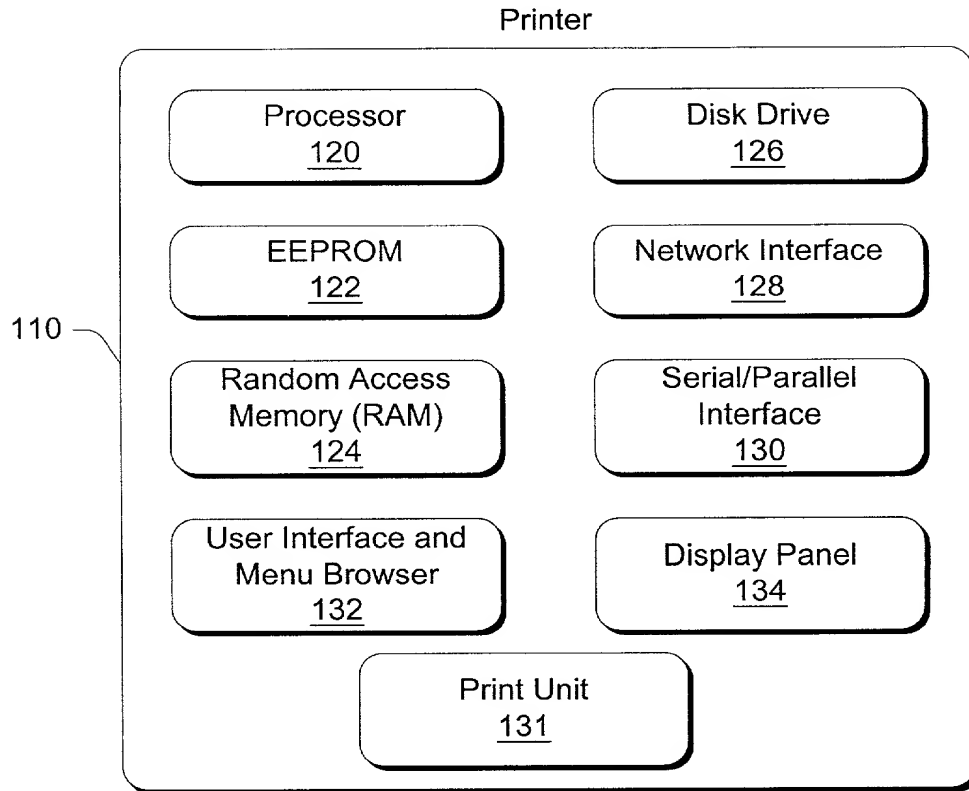 Printer
Processor
120
Disk Drive
126
EEPROM
122
Network Interface
128
110
Random Access
Memory (RAM)
124
Serial/Parallel
Interface
130
User Interface and
Menu Browser
132
Display Panel
134
Print Unit
131